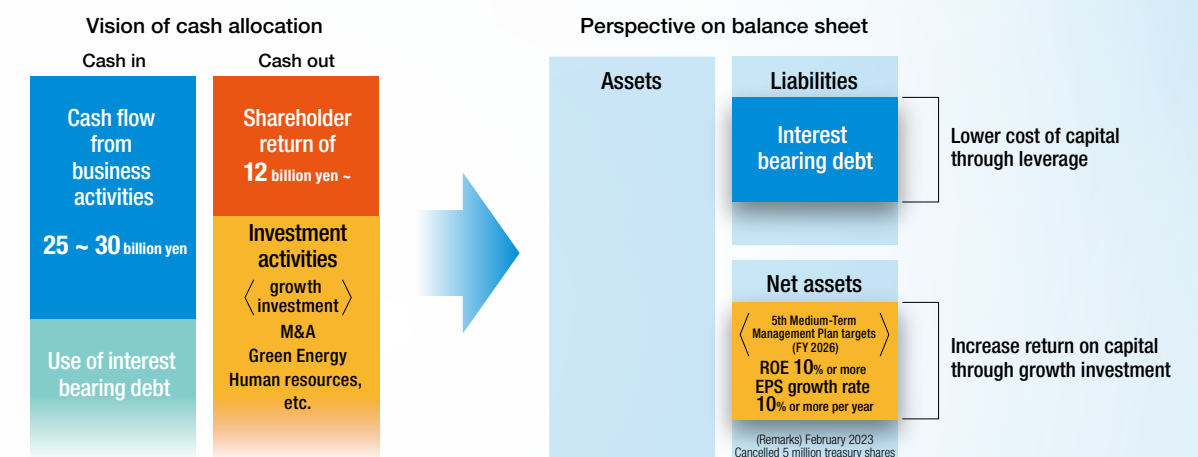 Vision of cash allocation
Cash in
Cash out
Cash flow
from
business
activities
25 ~ 30 billion yen
Use of interest
bearing debt
Shareholder
return of
12 billion yen ~
Investment
activities
〈 growth
investment 〉
M&A
Green Energy
Human resources,
etc.
Perspective on balance sheet
Assets
Liabilities
Interest
bearing debt
Lower cost of capital
through leverage
Net assets
〈 5th Medium-Term
Management Plan targets
(FY 2026) 〉
ROE 10% or more
EPS growth rate
10% or more per year
Increase return on capital
through growth investment
(Remarks) February 2023
Cancelled 5 million treasury shares